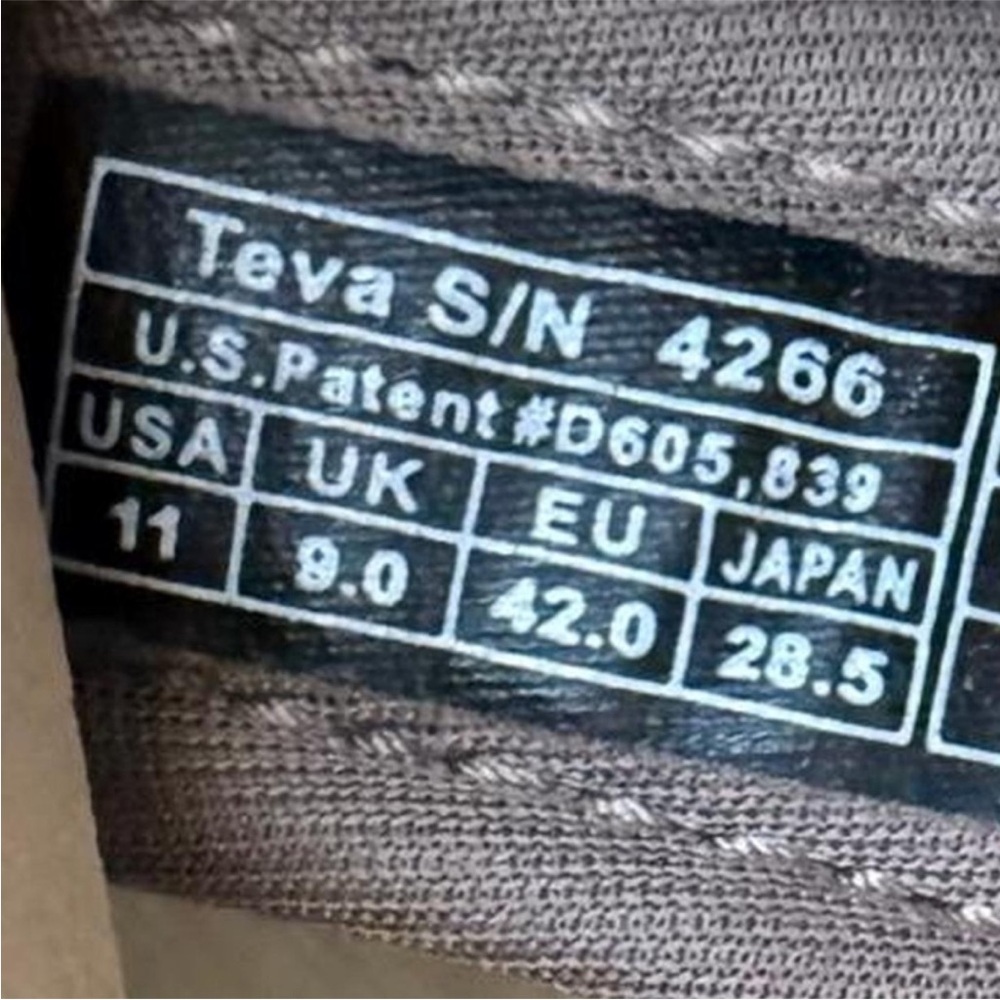 Teva S/N 4266
U.S.Patent #D605,839
USA UK EU JAPAN
11 9.0 42.0 28.5